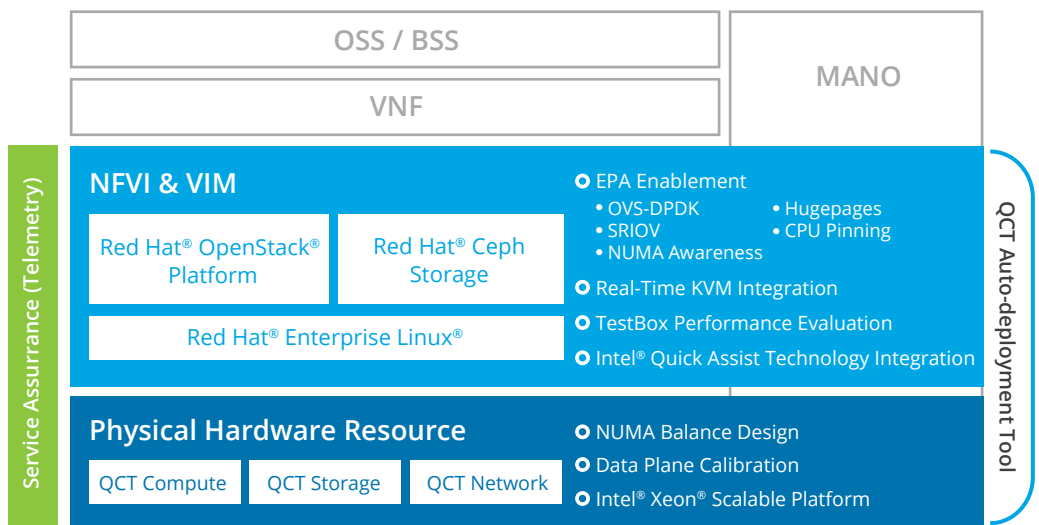 OSS / BSS
VNF
MANO
Service Assurrance (Telemetry)
NFVI & VIM
Red Hat® OpenStack®
Platform
Red Hat® Ceph
Storage
Red Hat® Enterprise Linux®
EPA Enablement
• OVS-DPDK
• SRIOV
• NUMA Awareness
• Hugepages
• CPU Pinning
Real-Time KVM Integration
TestBox Performance Evaluation
Intel® Quick Assist Technology Integration
Physical Hardware Resource
QCT Compute
QCT Storage
QCT Network
NUMA Balance Design
Data Plane Calibration
Intel® Xeon® Scalable Platform
QCT Auto-deployment Tool